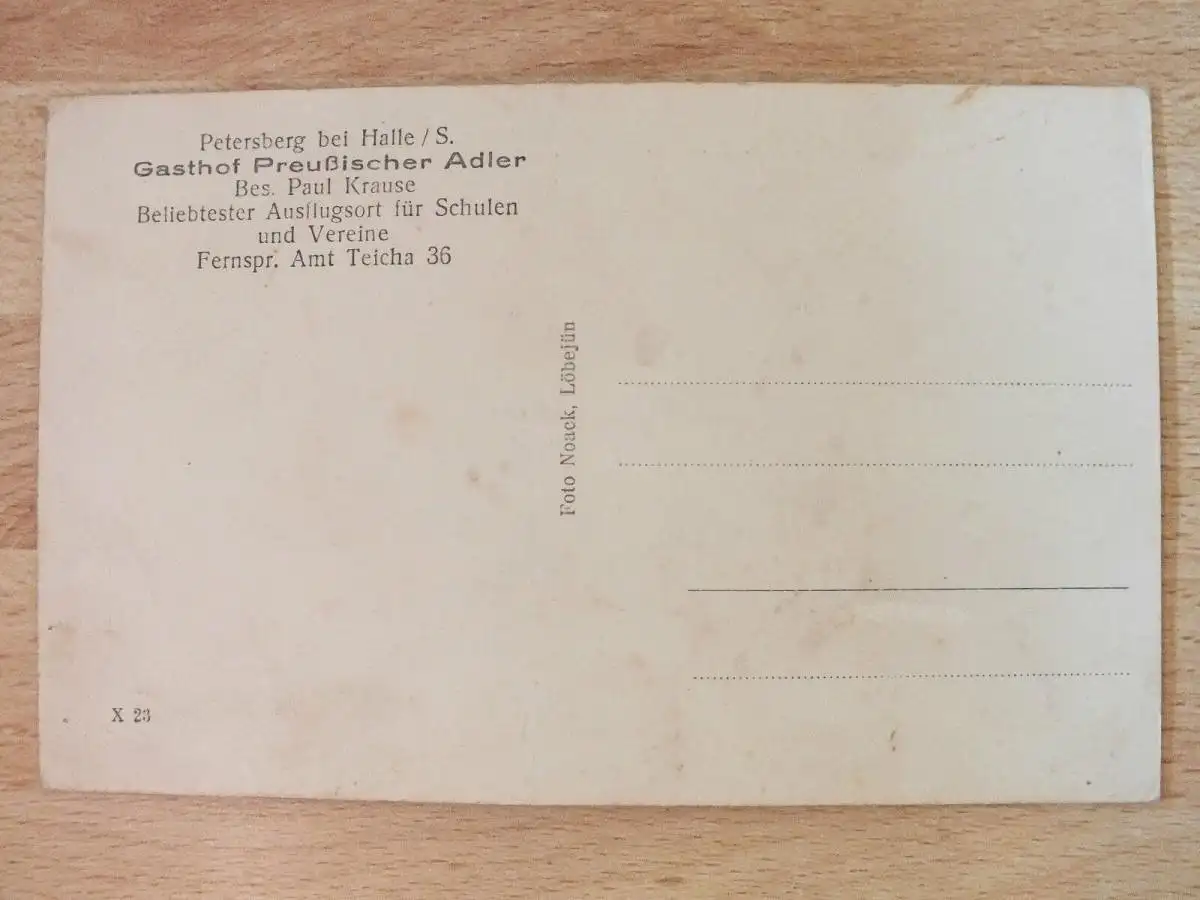 Petersberg bei Halle / S.
Gasthof Preußischer Adler
Bes. Paul Krause
Beliebtester Ausflugsort für Schulen
und Vereine
Fernspr. Amt Teicha 36
Foto Noack, Löbejün
X 23